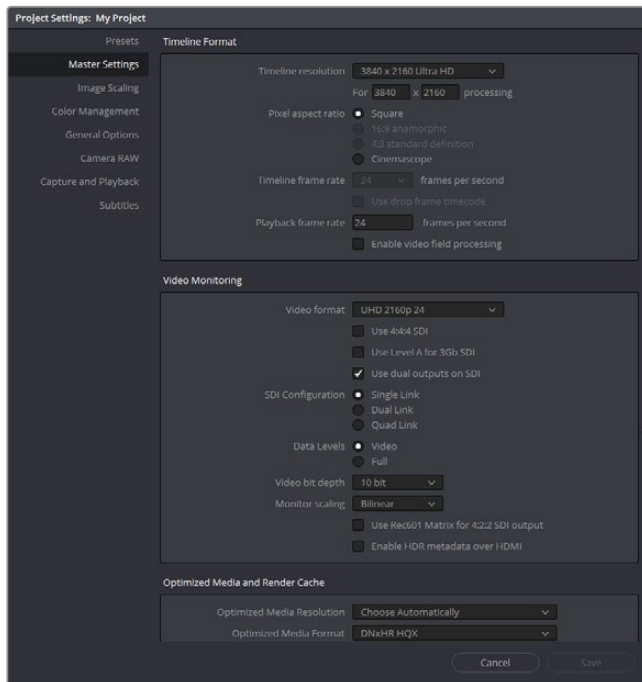 Project Settings: My Project
Presets
Master Settings
Image Scaling
Color Management
General Options
Camera RAW
Capture and Playback
Subtitles
Timeline Format
Timeline resolution 3840 x 2160 Ultra HD
For 3840 x 2160 processing
Pixel aspect ratio Square
16:9 anamorphic
4:3 standard definition
Cinemascope
Timeline frame rate 24 frames per second
Use drop frame timecode
Playback frame rate 24 frames per second
Enable video field processing
Video Monitoring
Video format UHD 2160p 24
Use 4:4:4 SDI
Use Level A for 3Gb SDI
Use dual outputs on SDI
SDI Configuration Single Link
Dual Link
Quad Link
Data Levels Video
Full
Video bit depth 10 bit
Monitor scaling Bilinear
Use Rec601 Matrix for 4:2:2 SDI output
Enable HDR metadata over HDMI
Optimized Media and Render Cache
Optimized Media Resolution Choose Automatically
Optimized Media Format DNxHR HQX
Cancel Save